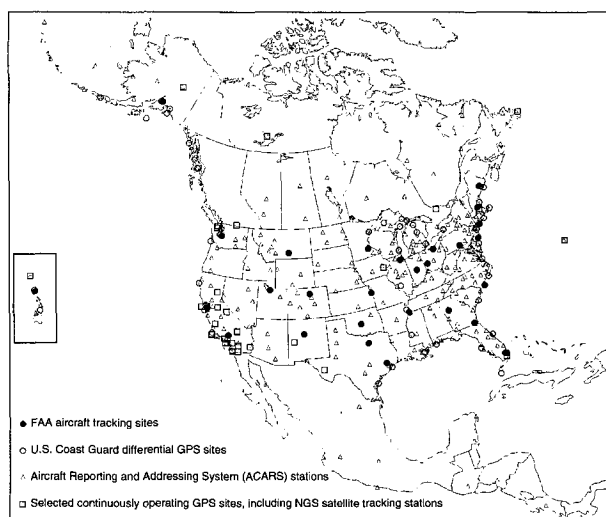 FAA aircraft tracking sites
U.S. Coast Guard differential GPS sites
Aircraft Reporting and Addressing System (ACARS) stations
Selected continuously operating GPS sites, including NGS satellite tracking stations